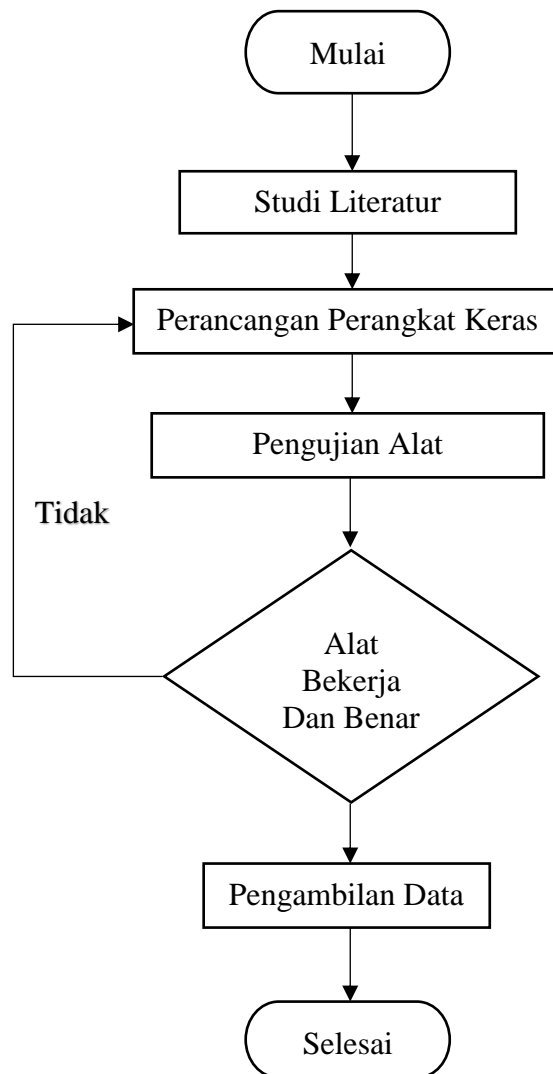 Mulai
Studi Literatur
Perancangan Perangkat Keras
Pengujian Alat
Tidak
Alat
Bekerja
Dan Benar
Pengambilan Data
Selesai